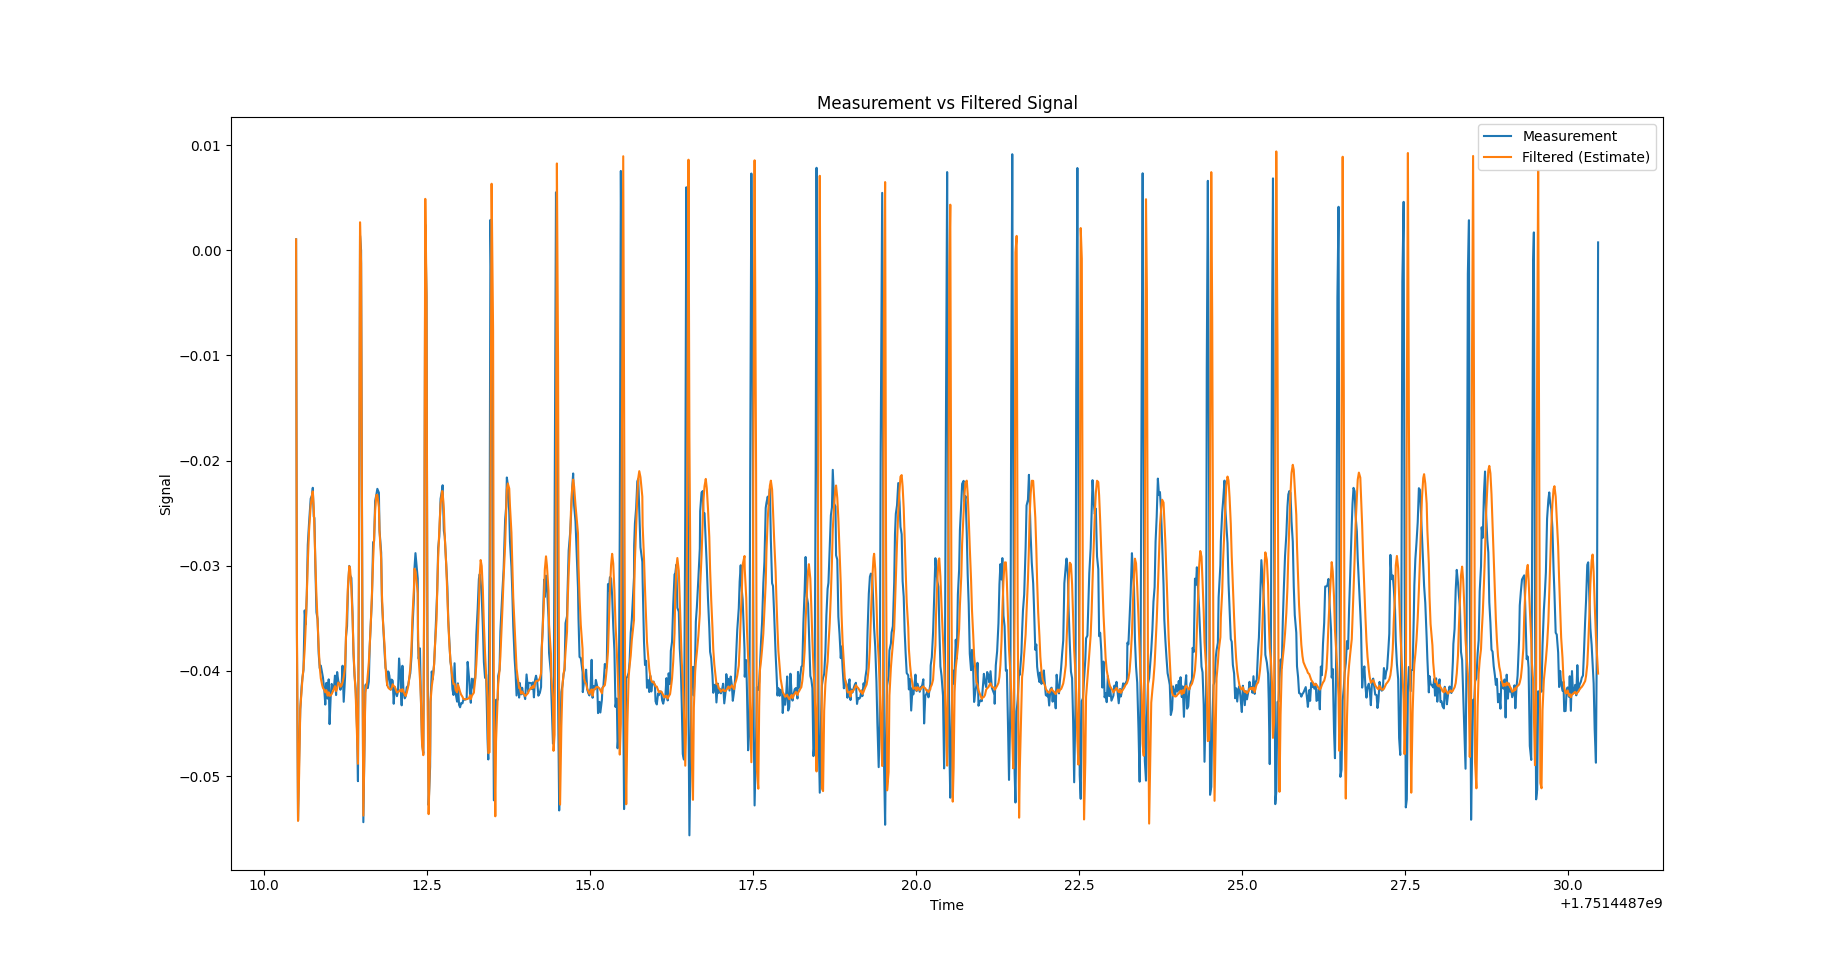 Measurement vs Filtered Signal
Measurement
Filtered (Estimate)
0.01
0.00
−0.01
−0.02
−0.03
−0.04
−0.05
Signal
10.0 12.5 15.0 17.5 20.0 22.5 25.0 27.5 30.0
Time
+1.7514487e9